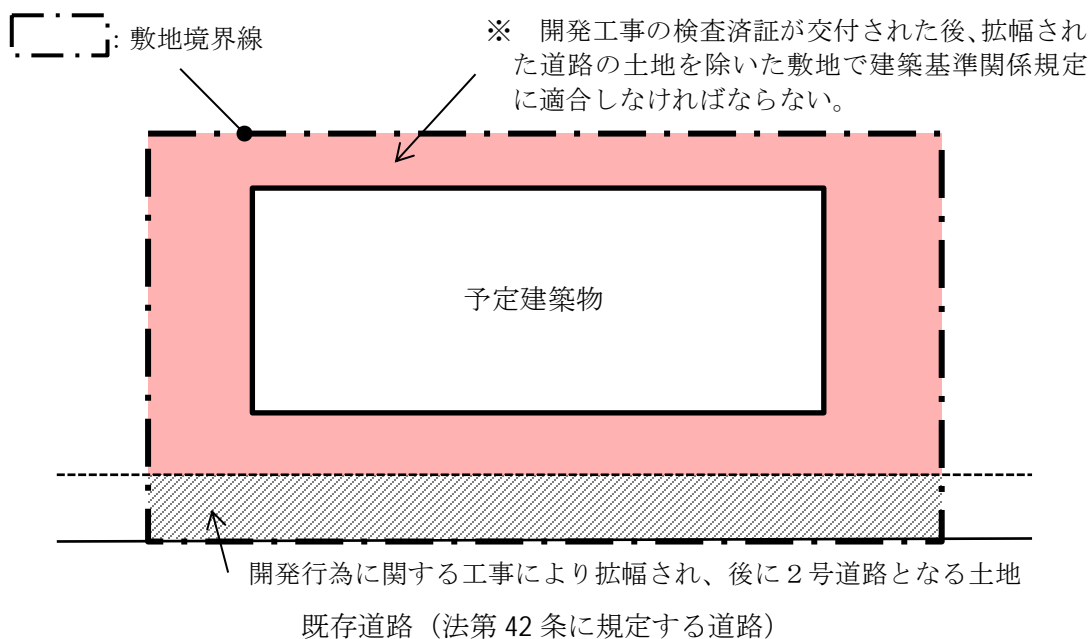 : 敷地境界線
※　開発工事の検査済証が交付された後、拡幅され
た道路の土地を除いた敷地で建築基準関係規定
に適合しなければならない。
予定建築物
開発行為に関する工事により拡幅され、後に２号道路となる土地
既存道路（法第 42 条に規定する道路）